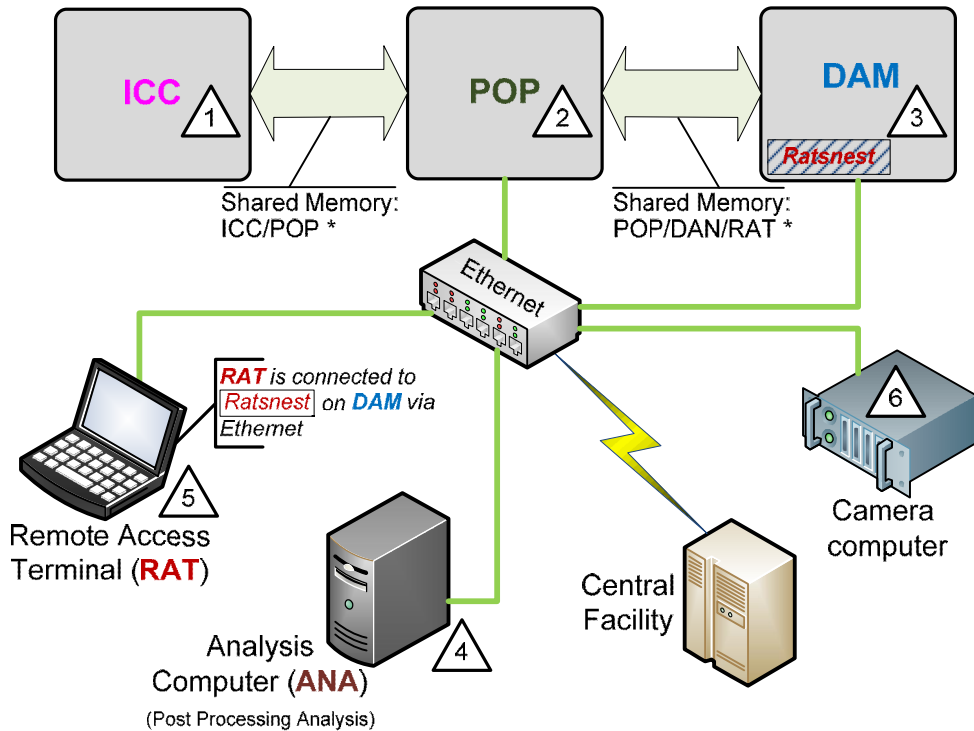 ICC
1
POP
2
DAM
3
Ratsnest
Shared Memory:
ICC/POP *
Shared Memory:
POP/DAN/RAT *
Ethernet
RAT is connected to
Ratsnest on DAM via
Ethernet
5
Remote Access
Terminal (RAT)
6
Camera
computer
Central
Facility
4
Analysis
Computer (ANA)
(Post Processing Analysis)